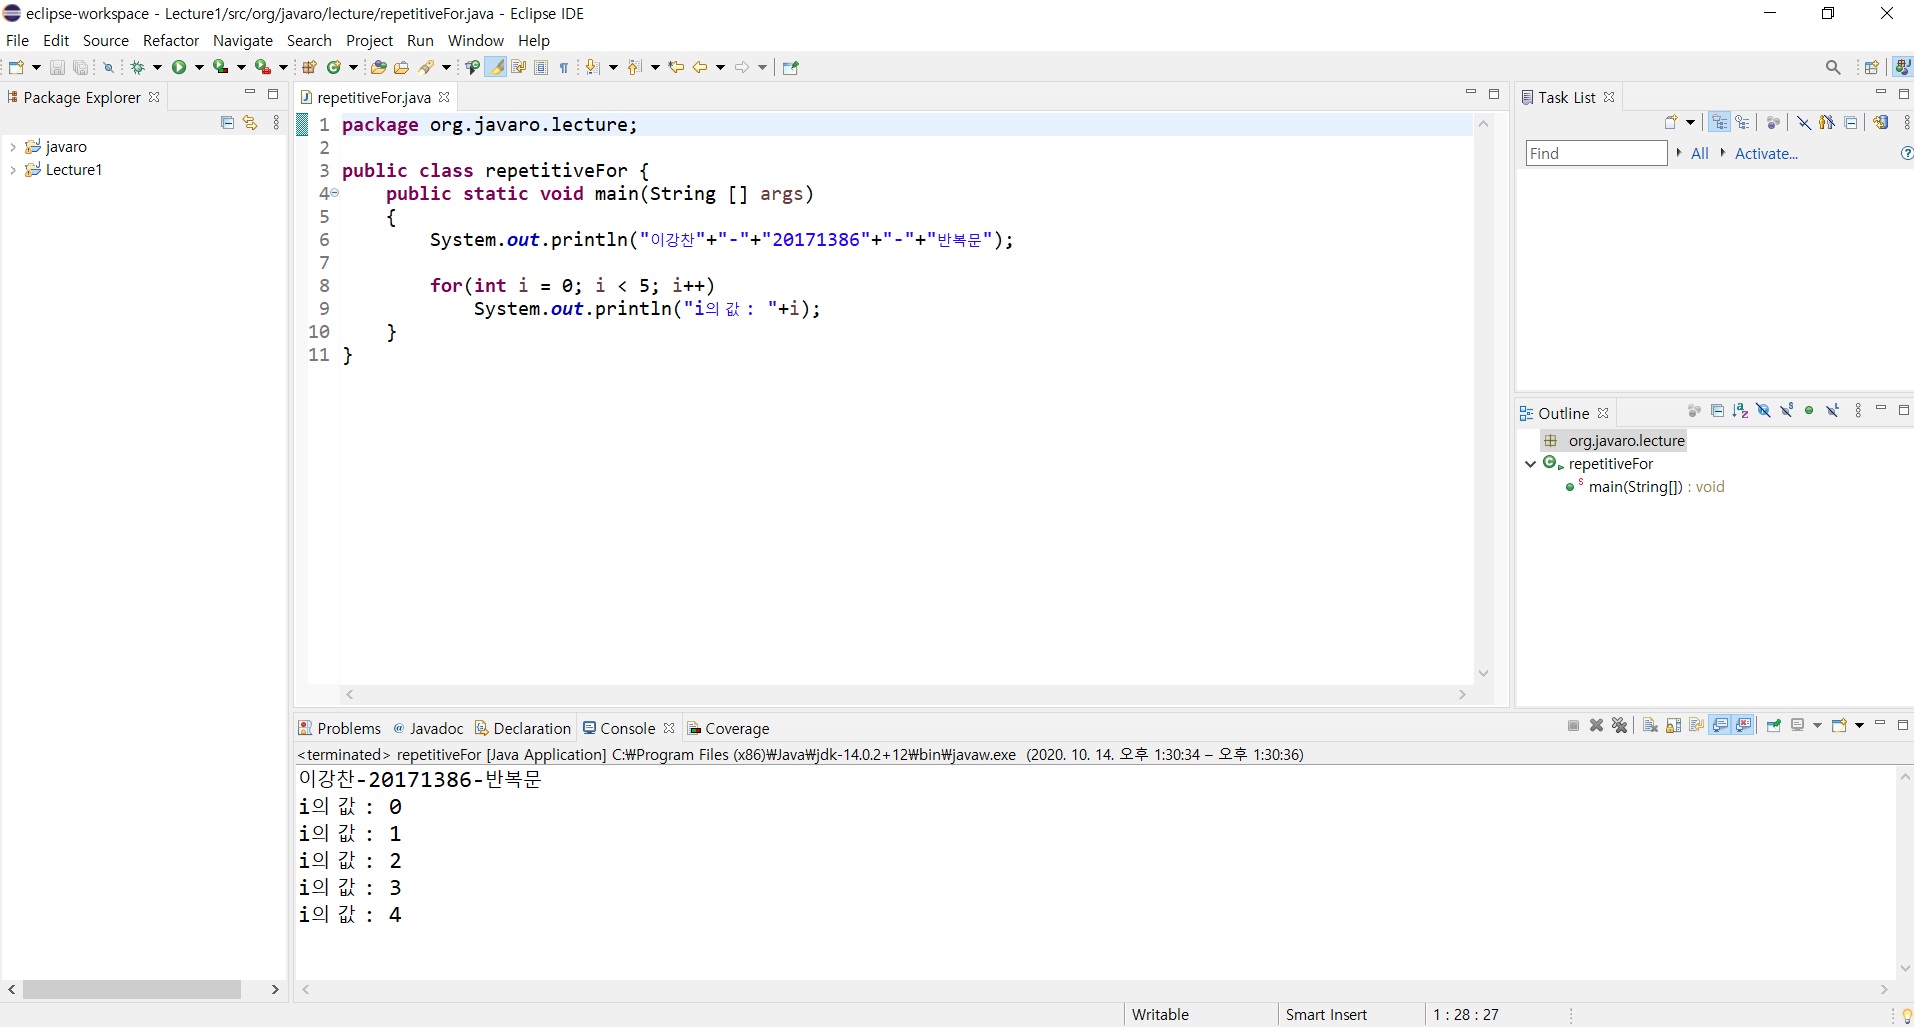 eclipse-workspace - Lecture1/src/org/javaro/lecture/repetitiveFor.java - Eclipse IDE
File Edit Source Refactor Navigate Search Project Run Window Help
Package Explorer
javaro
Lecture1
repetitiveFor.java
1 package org.javaro.lecture;
2
3 public class repetitiveFor {
4     public static void main(String [] args)
5     {
6         System.out.println("이강찬"+"-"+"20171386"+"-"+"반복문");
7
8         for(int i = 0; i < 5; i++)
9             System.out.println("i의 값 : "+i);
10     }
11 }
Task List
Find All Activate...
Outline
org.javaro.lecture
repetitiveFor
main(String[]) : void
Problems @ Javadoc Declaration Console Coverage
<terminated> repetitiveFor [Java Application] C:₩Program Files (x86)₩Java₩jdk-14.0.2+12₩bin₩javaw.exe (2020. 10. 14. 오후 1:30:34 – 오후 1:30:36)
이강찬-20171386-반복문
i의 값 : 0
i의 값 : 1
i의 값 : 2
i의 값 : 3
i의 값 : 4
Writable Smart Insert 1 : 28 : 27